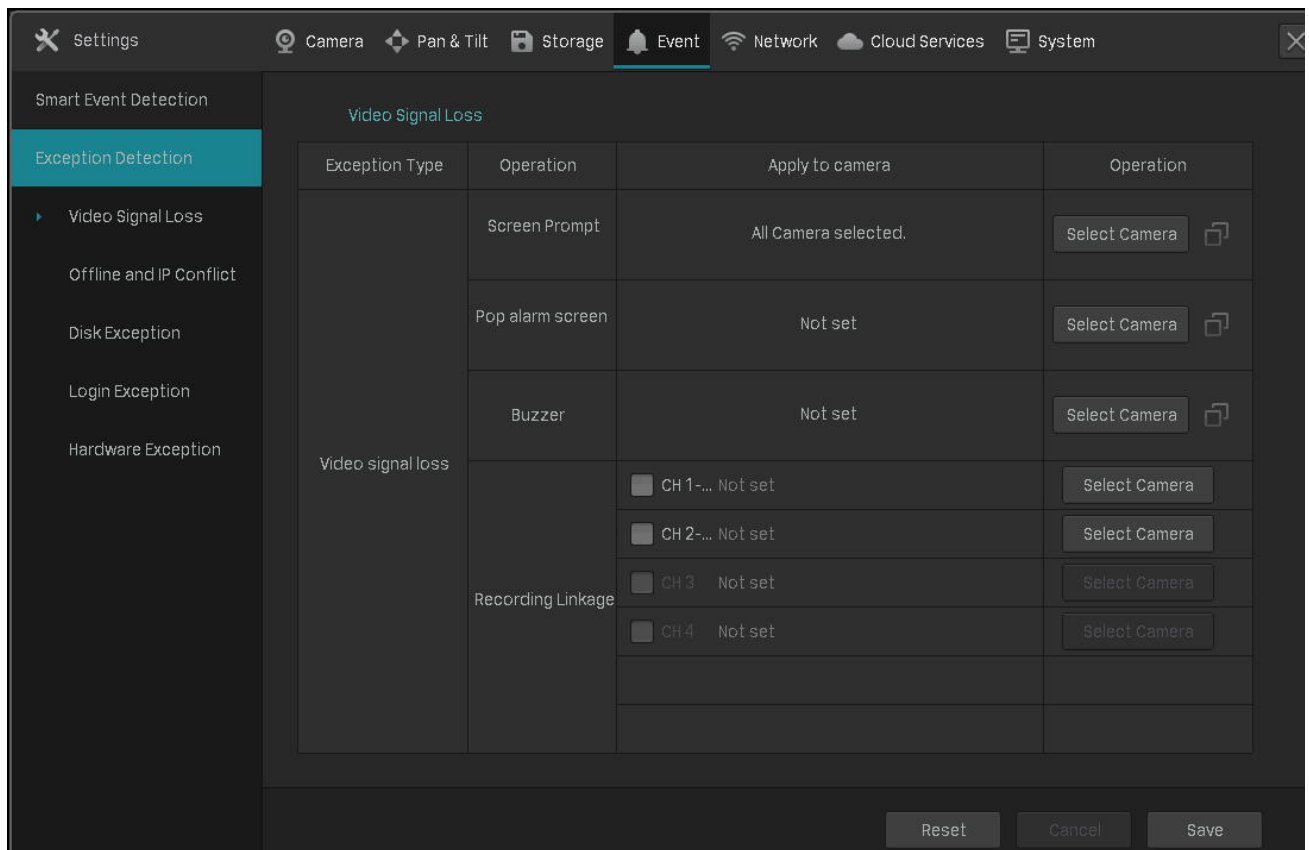 Settings
Camera
Pan & Tilt
Storage
Event
Network
Cloud Services
System
Smart Event Detection
Exception Detection
Video Signal Loss
Offline and IP Conflict
Disk Exception
Login Exception
Hardware Exception
Video Signal Loss
Exception Type Operation Apply to camera Operation
Video signal loss
Screen Prompt All Camera selected. Select Camera
Pop alarm screen Not set Select Camera
Buzzer Not set Select Camera
Recording Linkage
CH 1-... Not set Select Camera
CH 2-... Not set Select Camera
CH 3 Not set Select Camera
CH 4 Not set Select Camera
Reset Cancel Save